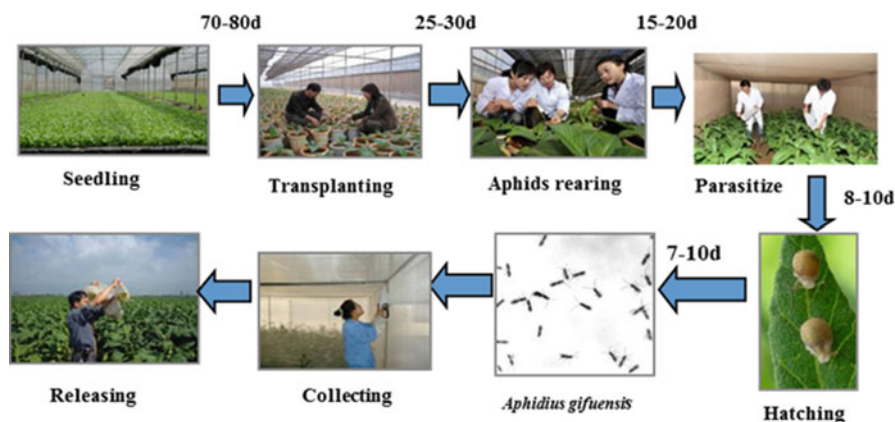 70-80d
25-30d
15-20d
Seedling
Transplanting
Aphids rearing
Parasitize
8-10d
7-10d
Releasing
Collecting
Aphidius gifuensis
Hatching